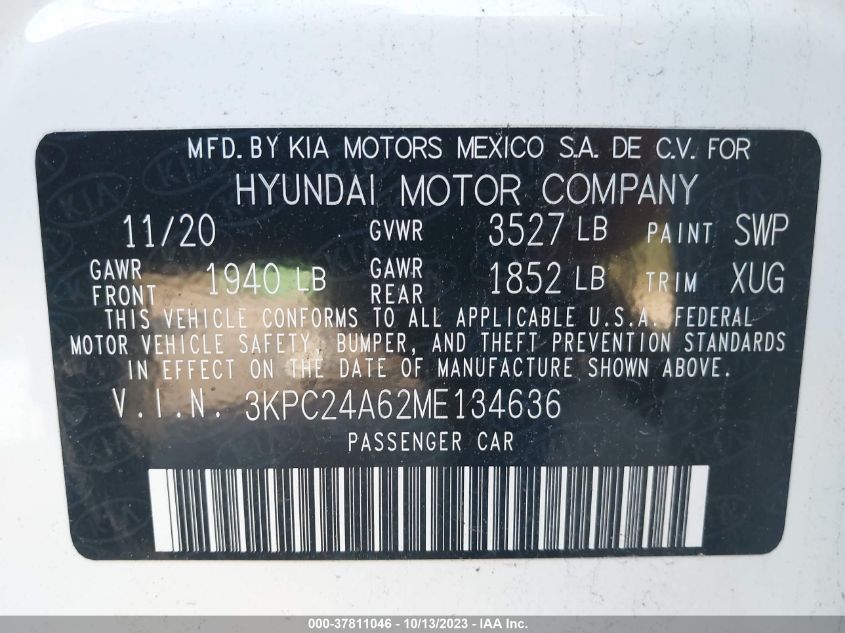 MFD. BY KIA MOTORS MEXICO S.A. DE C.V. FOR
HYUNDAI MOTOR COMPANY
11/20 GVWR 3527 LB PAINT SWP
GAWR FRONT 1940 LB GAWR REAR 1852 LB TRIM XUG
THIS VEHICLE CONFORMS TO ALL APPLICABLE U.S.A. FEDERAL
MOTOR VEHICLE SAFETY, BUMPER, AND THEFT PREVENTION STANDARDS
IN EFFECT ON THE DATE OF MANUFACTURE SHOWN ABOVE.
V.I.N. 3KPC24A62ME134636
PASSENGER CAR
000-37811046 - 10/13/2023 - IAA Inc.